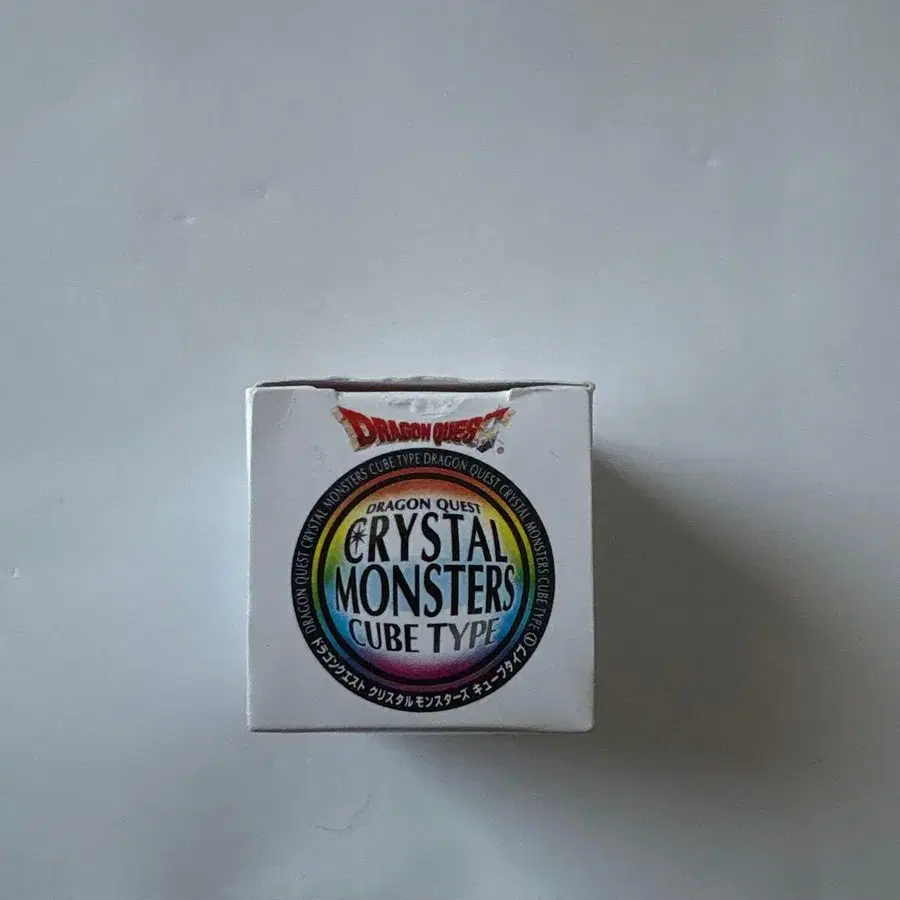 DRAGON QUEST®
DRAGON QUEST CRYSTAL MONSTERS CUBE TYPE DRAGON QUEST CRYSTAL MONSTERS CUBE TYPE ①
DRAGON QUEST
CRYSTAL
MONSTERS
CUBE TYPE
ドラゴンクエスト クリスタルモンスターズ キューブタイプ